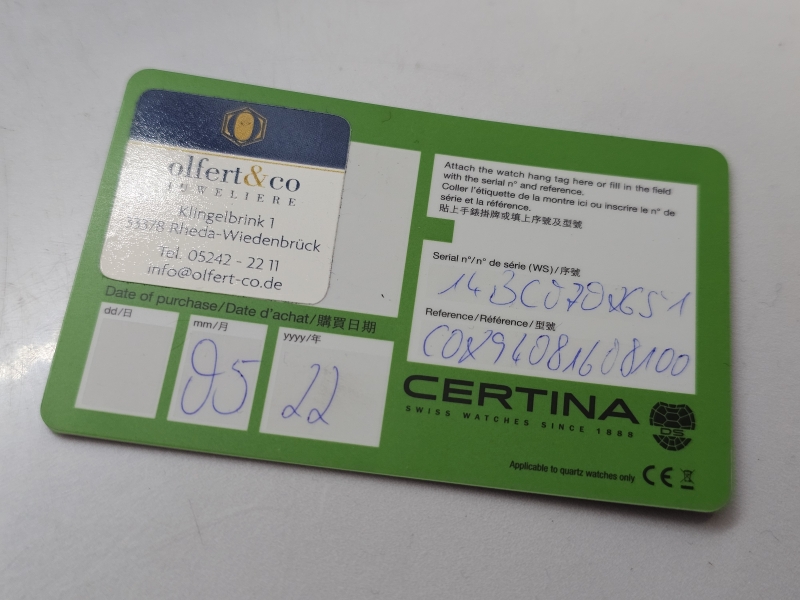 olfert&co
JUWELIERE
Klingelbrink 1
33378 Rheda-Wiedenbrück
Tel. 05242 - 22 11
info@olfert-co.de
Date of purchase/Date d'achat/購買日期
dd/日
mm/月
yyyy/年
05
22
Attach the watch hang tag here or fill in the field
with the serial n° and reference.
Coller l'étiquette de la montre ici ou inscrire le n° de
série et la référence.
貼上手錶掛牌或填上序號及型號
Serial n°/n° de série (WS)/序號
Reference/Référence/型號
CERTINA
SWISS WATCHES SINCE 1888
DS
Applicable to quartz watches only
CE